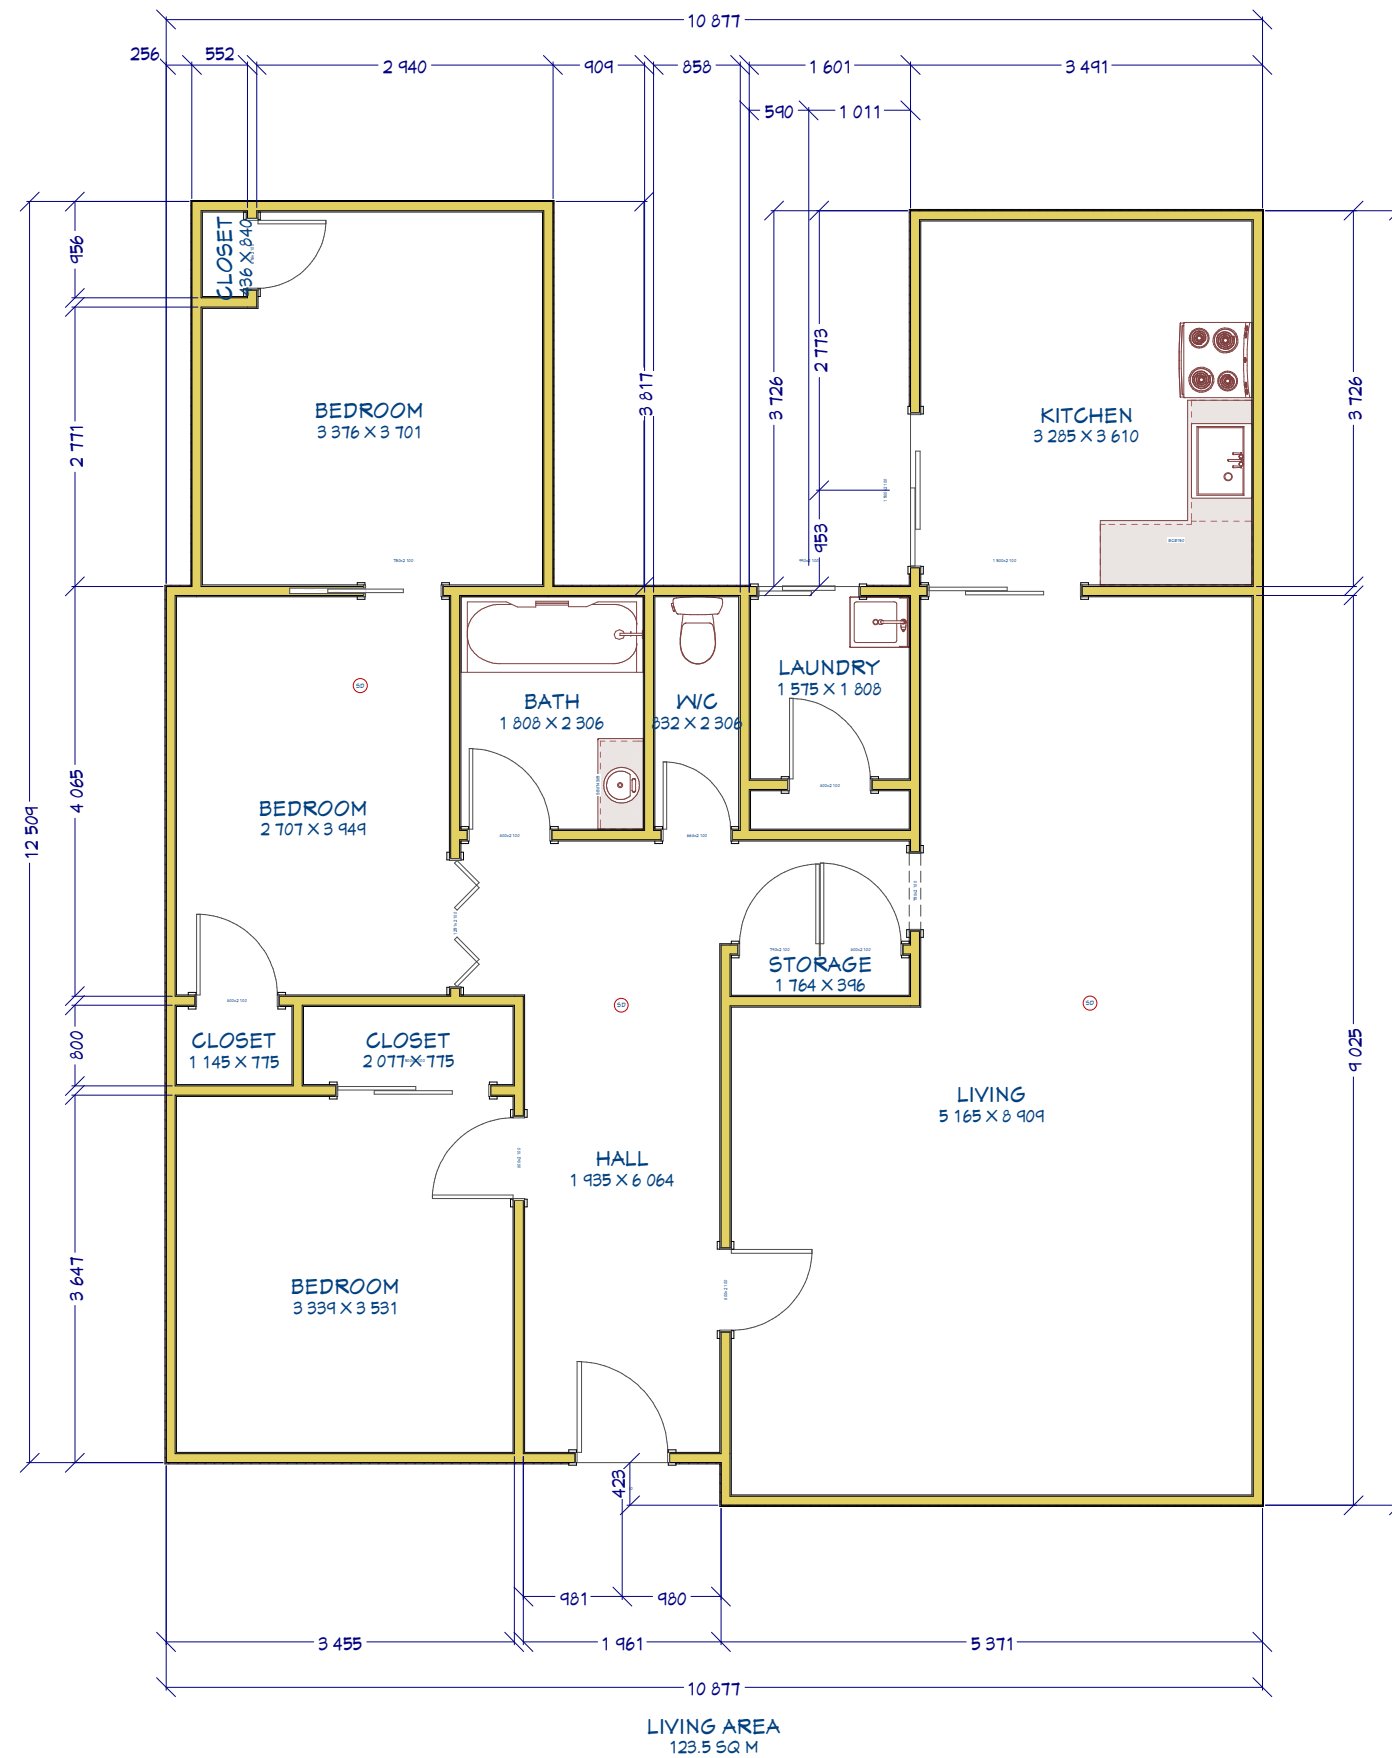 10 877
256
552
2 940
909
858
1 601
3 491
590
1 011
956
CLOSET
436 X 840
2 773
3 817
3 726
3 726
BEDROOM
3 376 X 3 701
KITCHEN
3 285 X 3 610
2 771
953
SD
LAUNDRY
1 575 X 1 808
BATH
1 808 X 2 306
W/C
832 X 2 306
4 065
BEDROOM
2 707 X 3 949
12 509
STORAGE
1 764 X 396
SD
SD
800
CLOSET
1 145 X 775
CLOSET
2 077 X 775
9 025
LIVING
5 165 X 8 909
HALL
1 935 X 6 064
3 647
BEDROOM
3 339 X 3 531
423
981
980
3 455
1 961
5 371
10 877
LIVING AREA
123.5 SQ M